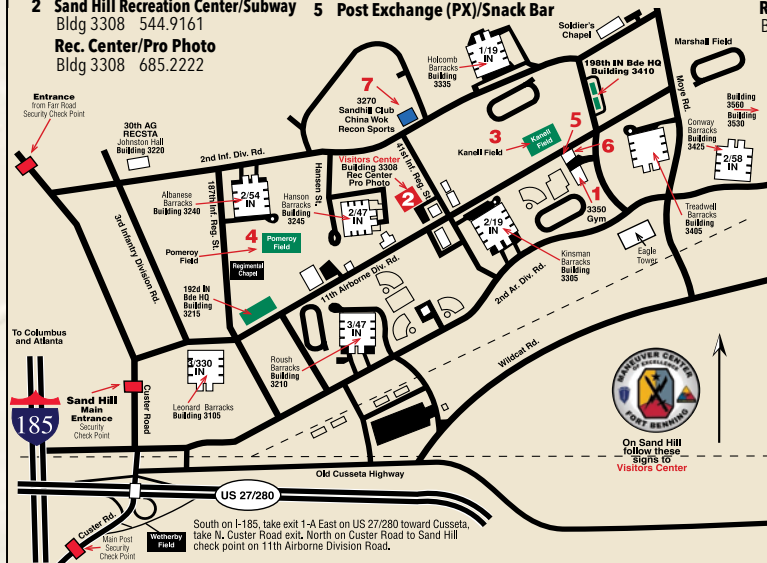 2 Sand Hill Recreation Center/Subway
Bldg 3308 544.9161
Rec. Center/Pro Photo
Bldg 3308 685.2222
5 Post Exchange (PX)/Snack Bar
R
B
Soldier's
Chapel
Marshall Field
1/19
IN
Holcomb
Barracks
Building
3335
198th IN Bde HQ
Building 3410
Moye Rd.
Building
3560
Building
3530
Conway
Barracks
Building
3425
2/58
IN
Entrance
from Farr Road
Security Check Point
30th AG
RECSTA
Johnston Hall
Building 3220
7
3270
Sandhill Club
China Wok
Recon Sports
2nd Inf. Div. Rd.
41st Inf. Reg. St.
3
Kanell
Field
Kanell Field
5
6
1
3350
Gym
Treadwell
Barracks
Building
3405
Visitors Center
Building 3308
Rec Center
Pro Photo
2
Hansen St.
Albanese
Barracks
Building 3240
187th Inf. Reg. St.
2/54
IN
Hanson
Barracks
Building
3245
2/47
IN
2/19
IN
Kinsman
Barracks
Building
3305
Eagle
Tower
3rd Infantry Division Rd.
4
Pomeroy
Field
Pomeroy
Field
Regimental
Chapel
192d IN
Bde HQ
Building
3215
11th Airborne Div. Rd.
2nd Ar. Div. Rd.
Wildcat Rd.
To Columbus
and Atlanta
3/330
IN
Leonard Barracks
Building 3105
3/47
IN
Roush
Barracks
Building
3210
Sand Hill
Main
Entrance
Security
Check Point
Custer Road
185
MANEUVER CENTER
OF EXCELLENCE
FORT BENNING
On Sand Hill
follow these
signs to
Visitors Center
Old Cusseta Highway
US 27/280
Custer Rd.
Main Post
Security
Check Point
Wetherby
Field
South on I-185, take exit 1-A East on US 27/280 toward Cusseta,
take N. Custer Road exit. North on Custer Road to Sand Hill
check point on 11th Airborne Division Road.